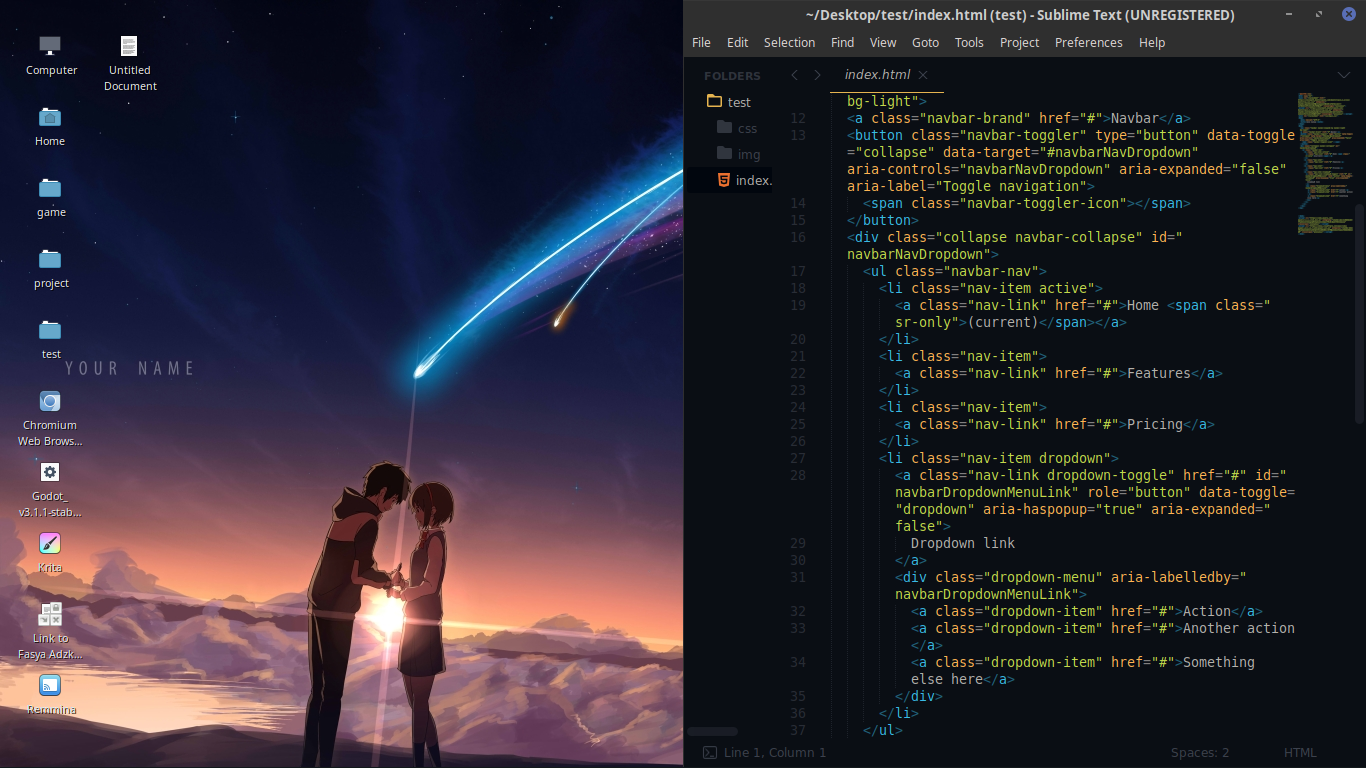 Computer
Untitled
Document
Home
game
project
test
YOUR NAME
Chromium
Web Brows...
Godot_
v3.1.1-stab...
Krita
Link to
Fasya Adzk...
Remmina
~/Desktop/test/index.html (test) - Sublime Text (UNREGISTERED)
File Edit Selection Find View Goto Tools Project Preferences Help
FOLDERS
test
css
img
index.
index.html
bg-light">
12 <a class="navbar-brand" href="#">Navbar</a>
13 <button class="navbar-toggler" type="button" data-toggle
="collapse" data-target="#navbarNavDropdown"
aria-controls="navbarNavDropdown" aria-expanded="false"
aria-label="Toggle navigation">
14 <span class="navbar-toggler-icon"></span>
15 </button>
16 <div class="collapse navbar-collapse" id="
navbarNavDropdown">
17 <ul class="navbar-nav">
18 <li class="nav-item active">
19 <a class="nav-link" href="#">Home <span class="
sr-only">(current)</span></a>
20 </li>
21 <li class="nav-item">
22 <a class="nav-link" href="#">Features</a>
23 </li>
24 <li class="nav-item">
25 <a class="nav-link" href="#">Pricing</a>
26 </li>
27 <li class="nav-item dropdown">
28 <a class="nav-link dropdown-toggle" href="#" id="
navbarDropdownMenuLink" role="button" data-toggle=
"dropdown" aria-haspopup="true" aria-expanded="
false">
29 Dropdown link
30 </a>
31 <div class="dropdown-menu" aria-labelledby="
navbarDropdownMenuLink">
32 <a class="dropdown-item" href="#">Action</a>
33 <a class="dropdown-item" href="#">Another action
</a>
34 <a class="dropdown-item" href="#">Something
else here</a>
35 </div>
36 </li>
37 </ul>
Line 1, Column 1
Spaces: 2
HTML